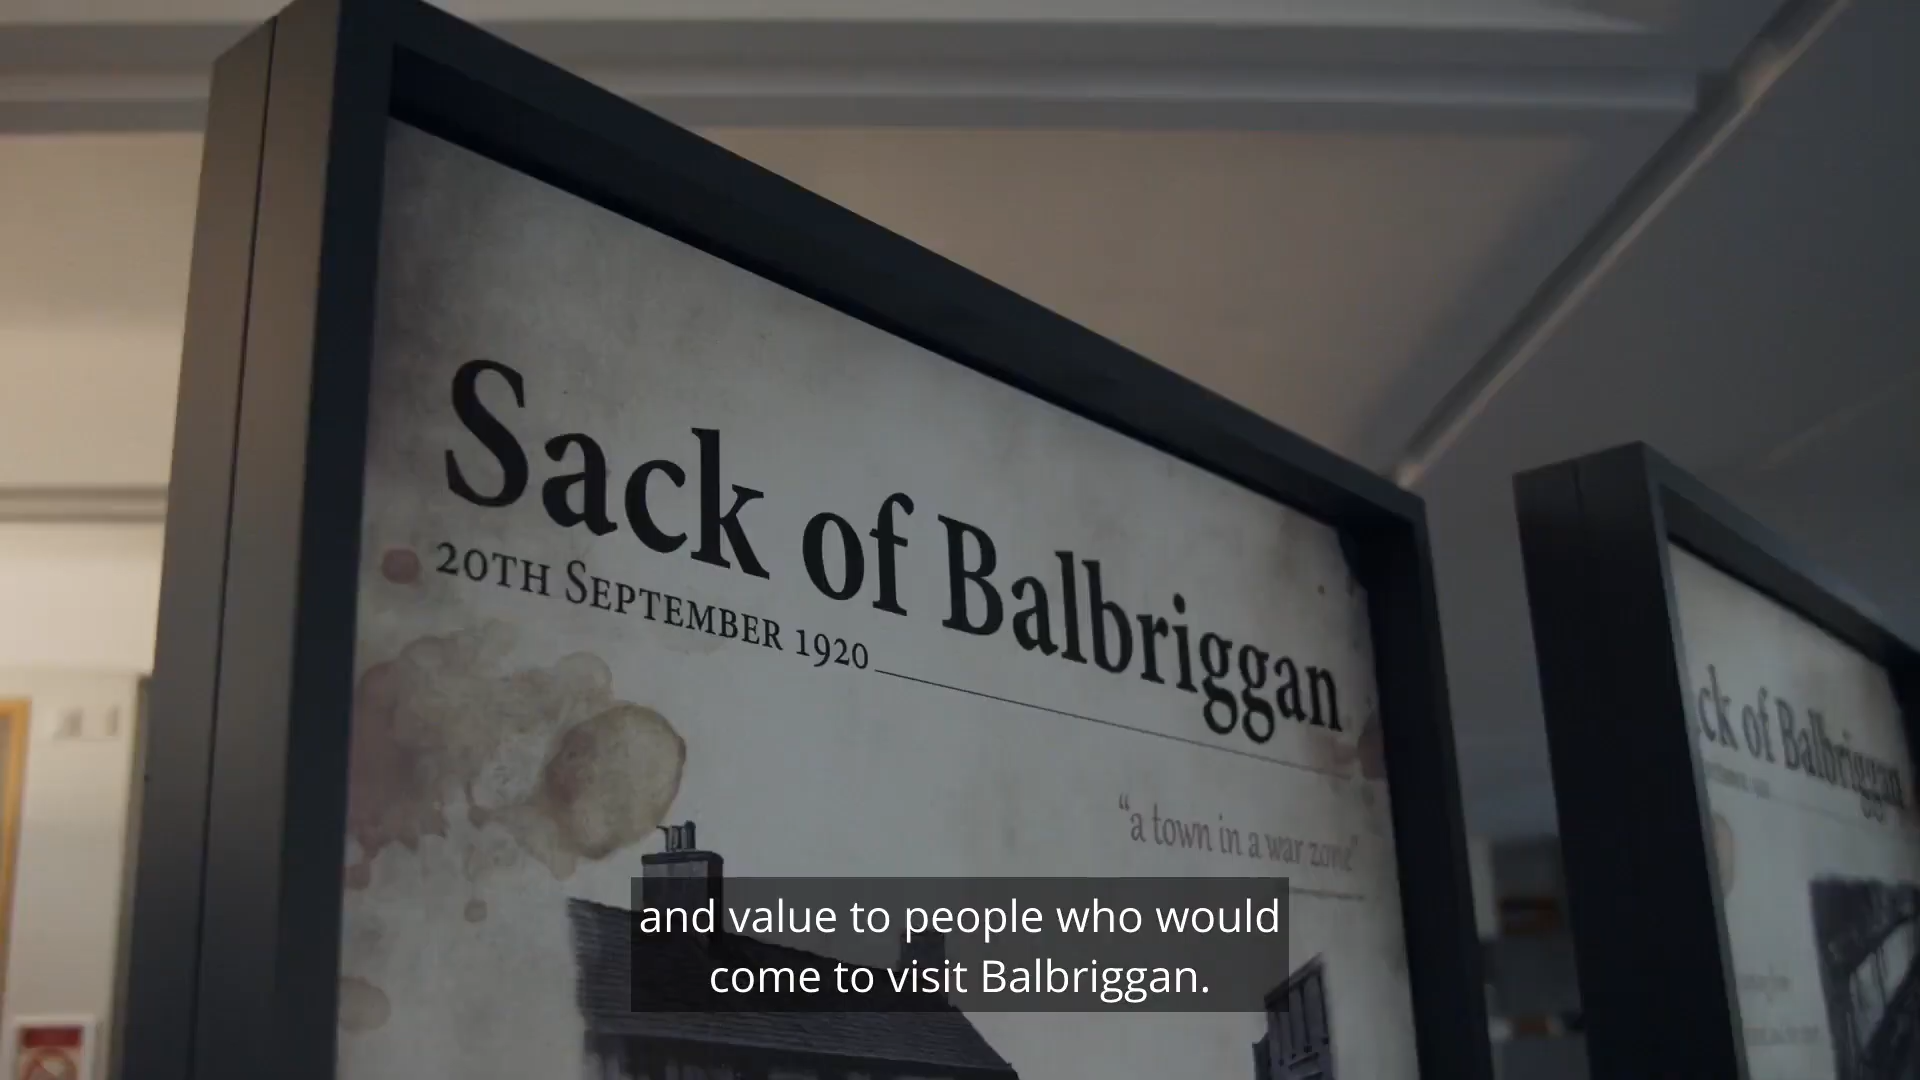 Sack of Balbriggan
20TH SEPTEMBER 1920
"a town in a war zone"
ck of Balbriggan
and value to people who would
come to visit Balbriggan.